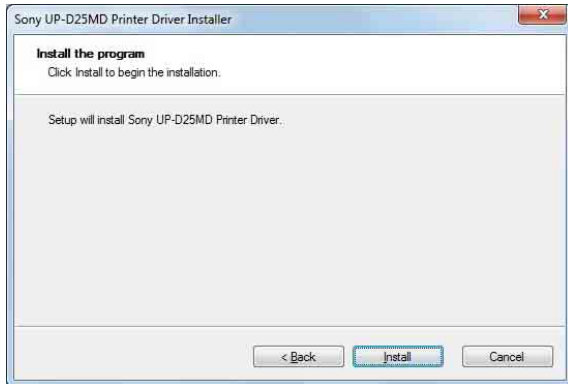 Sony UP-D25MD Printer Driver Installer
Install the program
Click Install to begin the installation.
Setup will install Sony UP-D25MD Printer Driver.
< Back Install Cancel